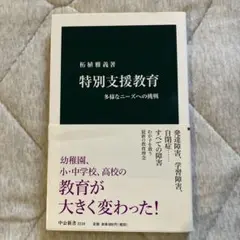 柘植雅義著
特別支援教育
多様なニーズへの挑戦
発達障害、学習障害、
自閉症……
すべての障害
教育が
大きく変わった!
幼稚園、
小・中学校、高校の
中公新書